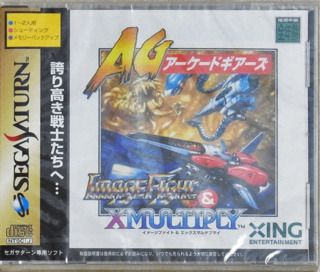 ●1~2人用
●シューティング
●メモリーバックアップ
SEGASATURN
誇り高き戦士たちへ…
NTSC J
セガサターン専用ソフト
AG
アーケードギアーズ
IMAGE FIGHT
&
X MULTIPLY™
イメージファイト & エックスマルチプライ
XING
ENTERTAINMENT